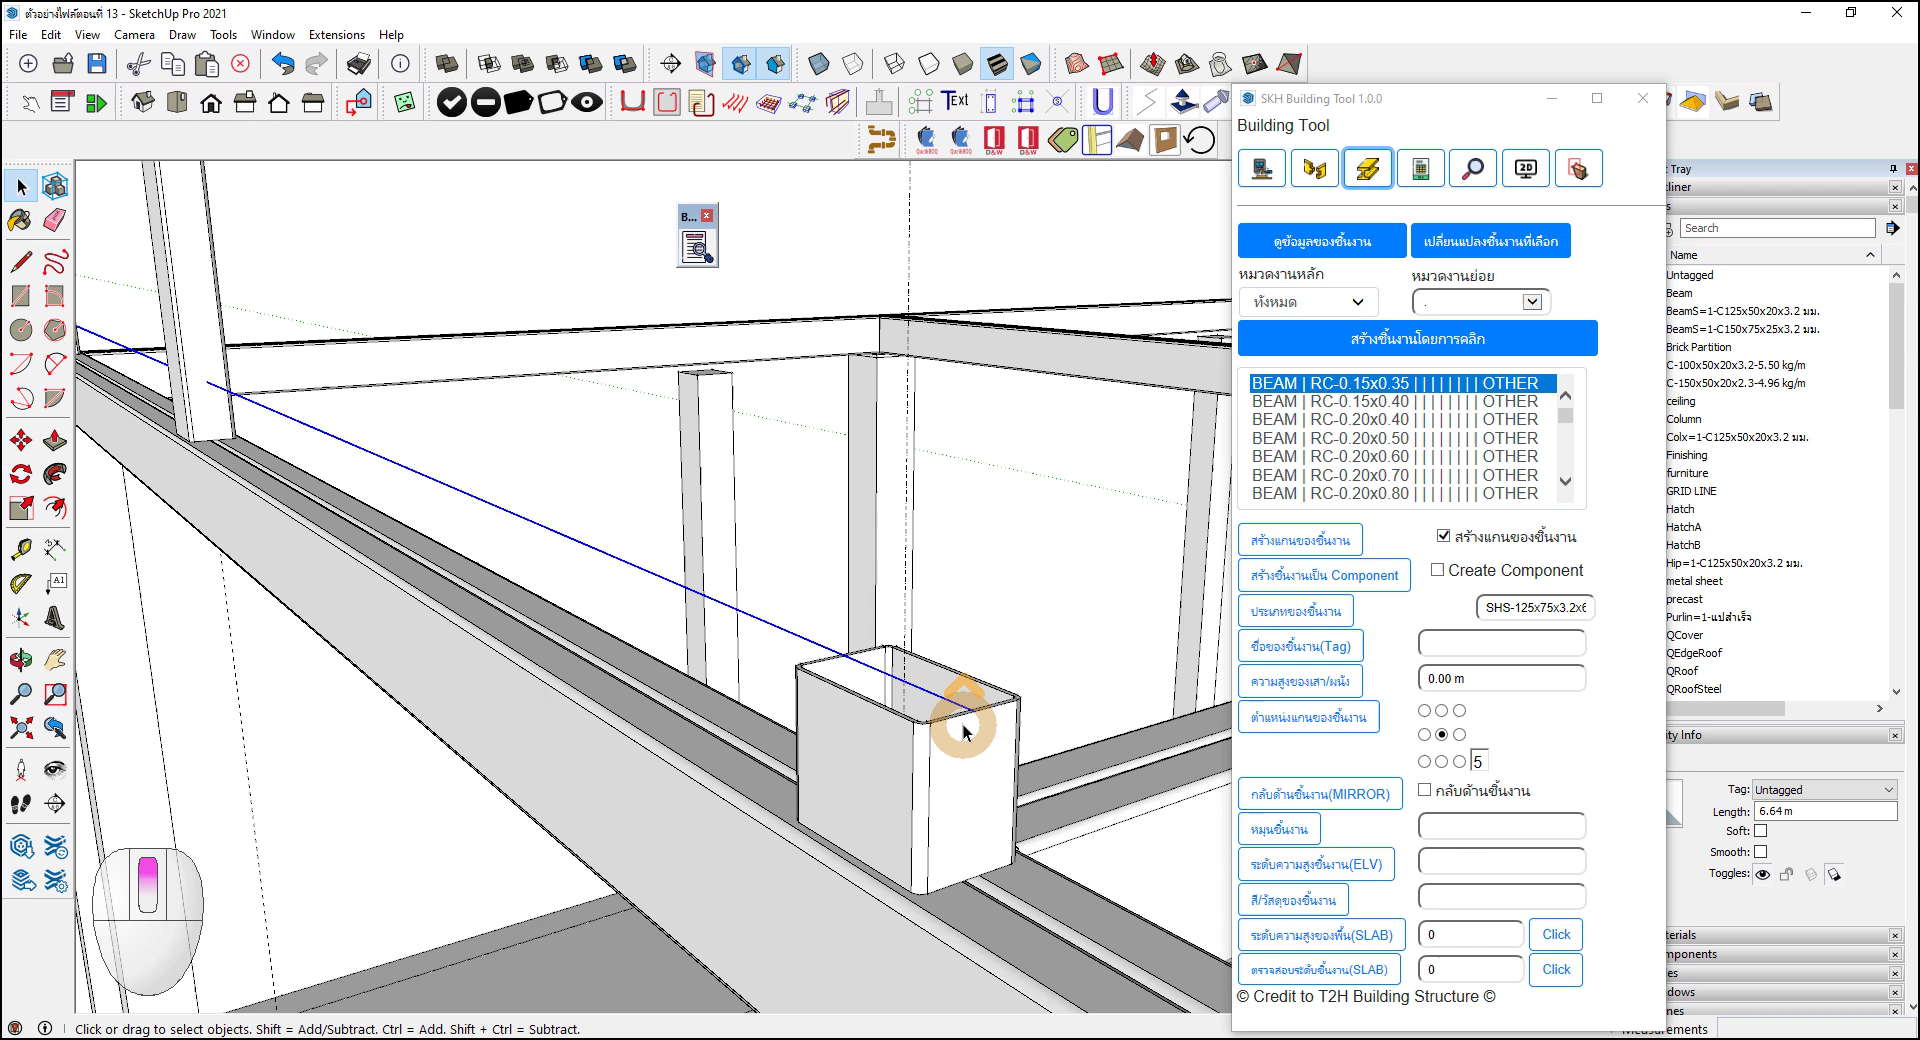 ตัวอย่างไฟล์ตอนที่ 13 - SketchUp Pro 2021
File Edit View Camera Draw Tools Window Extensions Help
Text
QuickBOQ QuickBOQ D&W D&W
SKH Building Tool 1.0.0
Building Tool
2D
B...
ดูข้อมูลของชิ้นงาน เปลี่ยนแปลงชิ้นงานที่เลือก
หมวดงานหลัก หมวดงานย่อย
ทั้งหมด .
สร้างชิ้นงานโดยการคลิก
BEAM | RC-0.15x0.35 | | | | | | | | OTHER
BEAM | RC-0.15x0.40 | | | | | | | | OTHER
BEAM | RC-0.20x0.40 | | | | | | | | OTHER
BEAM | RC-0.20x0.50 | | | | | | | | OTHER
BEAM | RC-0.20x0.60 | | | | | | | | OTHER
BEAM | RC-0.20x0.70 | | | | | | | | OTHER
BEAM | RC-0.20x0.80 | | | | | | | | OTHER
สร้างแกนของชิ้นงาน สร้างแกนของชิ้นงาน
สร้างชิ้นงานเป็น Component Create Component
ประเภทของชิ้นงาน SHS-125x75x3.2x6
ชื่อของชิ้นงาน(Tag)
ความสูงของเสา/ผนัง 0.00 m
ตำแหน่งแกนของชิ้นงาน
5
กลับด้านชิ้นงาน(MIRROR) กลับด้านชิ้นงาน
หมุนชิ้นงาน
ระดับความสูงชิ้นงาน(ELV)
สี/วัสดุของชิ้นงาน
ระดับความสูงของพื้น(SLAB) 0 Click
ตรวจสอบระดับชิ้นงาน(SLAB) 0 Click
© Credit to T2H Building Structure ©
Tray
liner
s
Search
Name
Untagged
Beam
BeamS=1-C125x50x20x3.2 มม.
BeamS=1-C150x75x25x3.2 มม.
Brick Partition
C-100x50x20x3.2-5.50 kg/m
C-150x50x20x2.3-4.96 kg/m
ceiling
Column
Colx=1-C125x50x20x3.2 มม.
Finishing
furniture
GRID LINE
Hatch
HatchA
HatchB
Hip=1-C125x50x20x3.2 มม.
metal sheet
precast
Purlin=1-แปสำเร็จ
QCover
QEdgeRoof
QRoof
QRoofSteel
ity Info
Tag: Untagged
Length: 6.64 m
Soft:
Smooth:
Toggles:
terials
mponents
es
dows
nes
A1
A
Click or drag to select objects. Shift = Add/Subtract. Ctrl = Add. Shift + Ctrl = Subtract.
Measurements